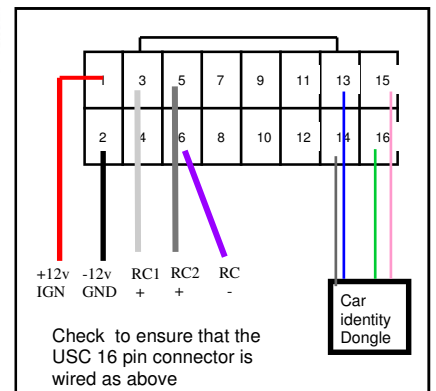 1 3 5 7 9 11 13 15
2 4 6 8 10 12 14 16
+12v -12v RC1 RC2 RC
IGN GND + + -
Car
identity
Dongle
Check to ensure that the
USC 16 pin connector is
wired as above